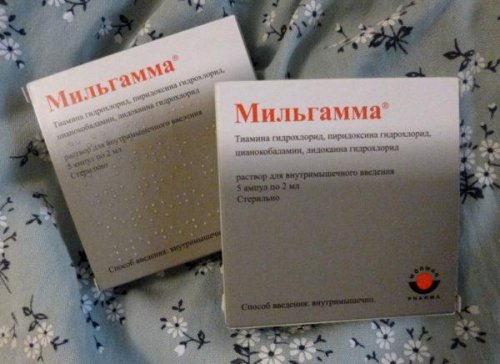 Мильгамма®
Тиамина гидрохлорид, пиридоксина гидрохлорид,
цианокобаламин, лидокаина гидрохлорид
раствор для внутримышечного введения
5 ампул по 2 мл
Стерильно
Способ введения: внутримышечно.
Мильгамма®
Тиамина гидрохлорид, пиридоксина гидрохлорид,
цианокобаламин, лидокаина гидрохлорид
раствор для внутримышечного введения
5 ампул по 2 мл
Стерильно
WÖRWAG
PHARMA
Способ введения: внутримышечно.